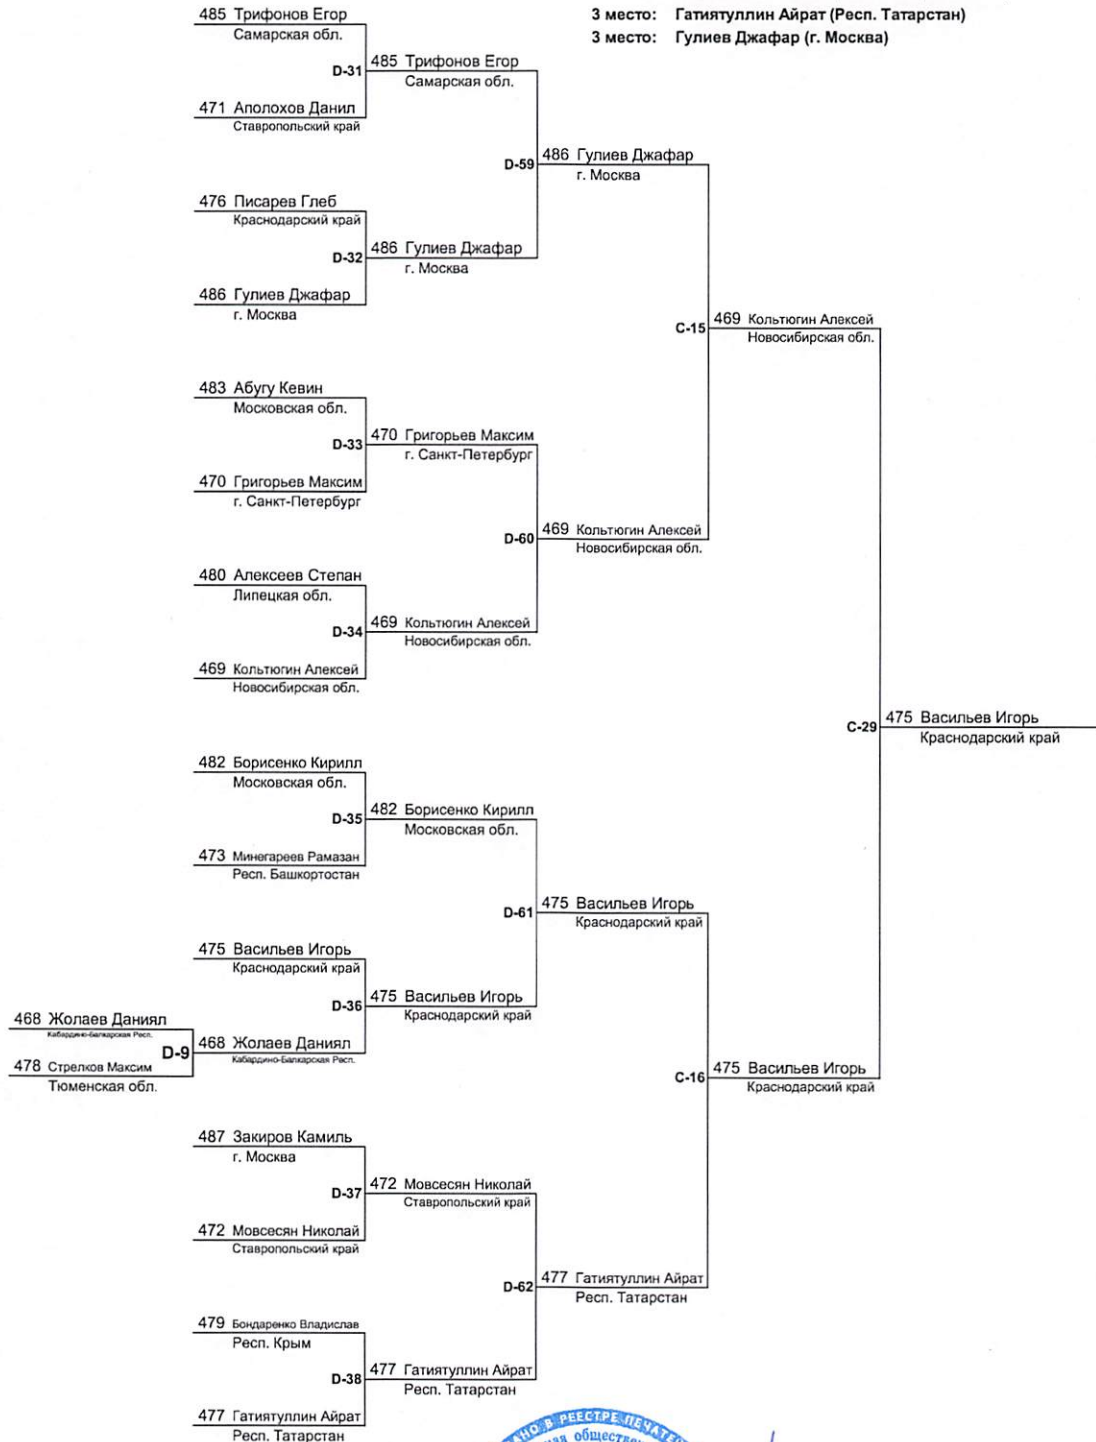 3 место: Гатиятуллин Айрат (Респ. Татарстан)
3 место: Гулиев Джафар (г. Москва)
485 Трифонов Егор
Самарская обл.
D-31
485 Трифонов Егор
Самарская обл.
471 Аполохов Данил
Ставропольский край
D-59
486 Гулиев Джафар
г. Москва
476 Писарев Глеб
Краснодарский край
D-32
486 Гулиев Джафар
г. Москва
486 Гулиев Джафар
г. Москва
C-15
469 Кольтюгин Алексей
Новосибирская обл.
483 Абугу Кевин
Московская обл.
D-33
470 Григорьев Максим
г. Санкт-Петербург
470 Григорьев Максим
г. Санкт-Петербург
D-60
469 Кольтюгин Алексей
Новосибирская обл.
480 Алексеев Степан
Липецкая обл.
D-34
469 Кольтюгин Алексей
Новосибирская обл.
469 Кольтюгин Алексей
Новосибирская обл.
C-29
475 Васильев Игорь
Краснодарский край
482 Борисенко Кирилл
Московская обл.
D-35
482 Борисенко Кирилл
Московская обл.
473 Минегареев Рамазан
Респ. Башкортостан
D-61
475 Васильев Игорь
Краснодарский край
475 Васильев Игорь
Краснодарский край
D-36
475 Васильев Игорь
Краснодарский край
468 Жолаев Даниял
Кабардино-Балкарская Респ.
D-9
468 Жолаев Даниял
Кабардино-Балкарская Респ.
478 Стрелков Максим
Тюменская обл.
C-16
475 Васильев Игорь
Краснодарский край
487 Закиров Камиль
г. Москва
D-37
472 Мовсесян Николай
Ставропольский край
472 Мовсесян Николай
Ставропольский край
D-62
477 Гатиятуллин Айрат
Респ. Татарстан
479 Бондаренко Владислав
Респ. Крым
D-38
477 Гатиятуллин Айрат
Респ. Татарстан
477 Гатиятуллин Айрат
Респ. Татарстан
В РЕЕСТРЕ